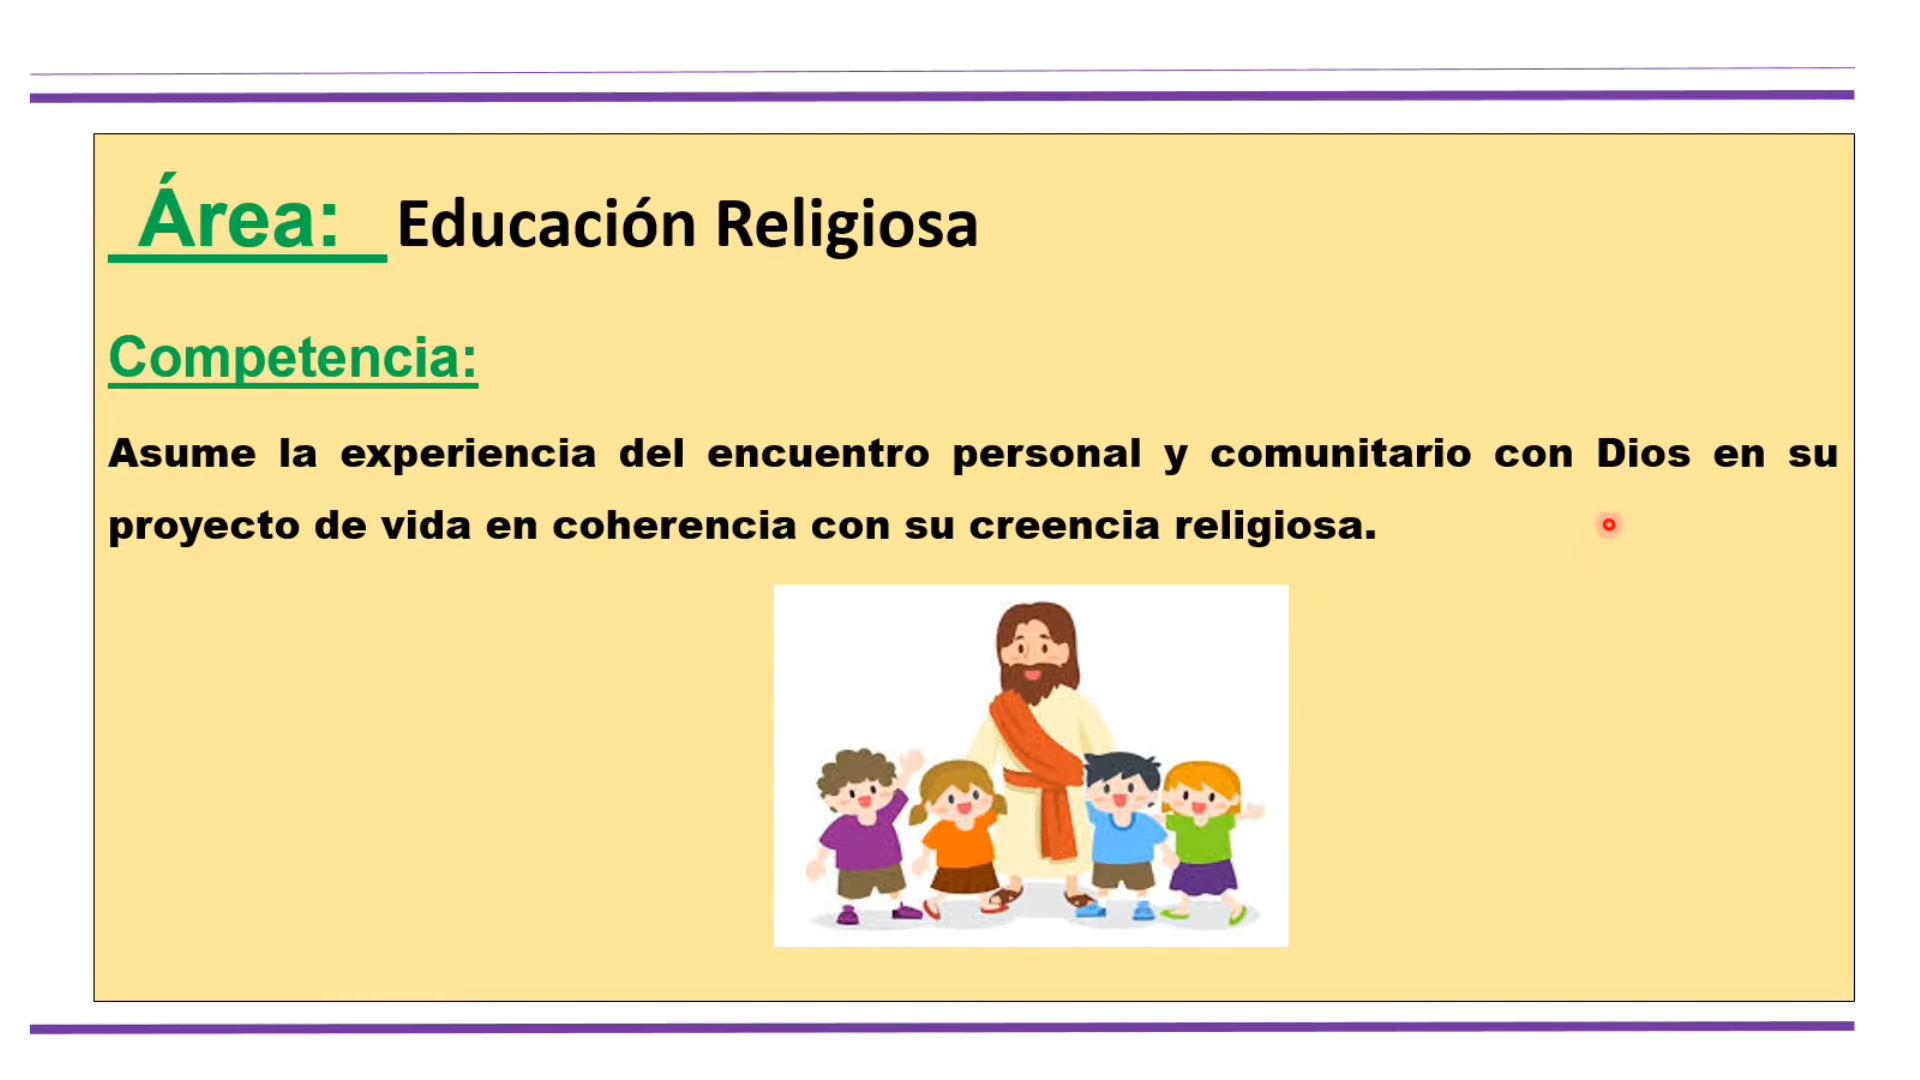 Área: Educación Religiosa
Competencia:
Asume la experiencia del encuentro personal y comunitario con Dios en su
proyecto de vida en coherencia con su creencia religiosa.